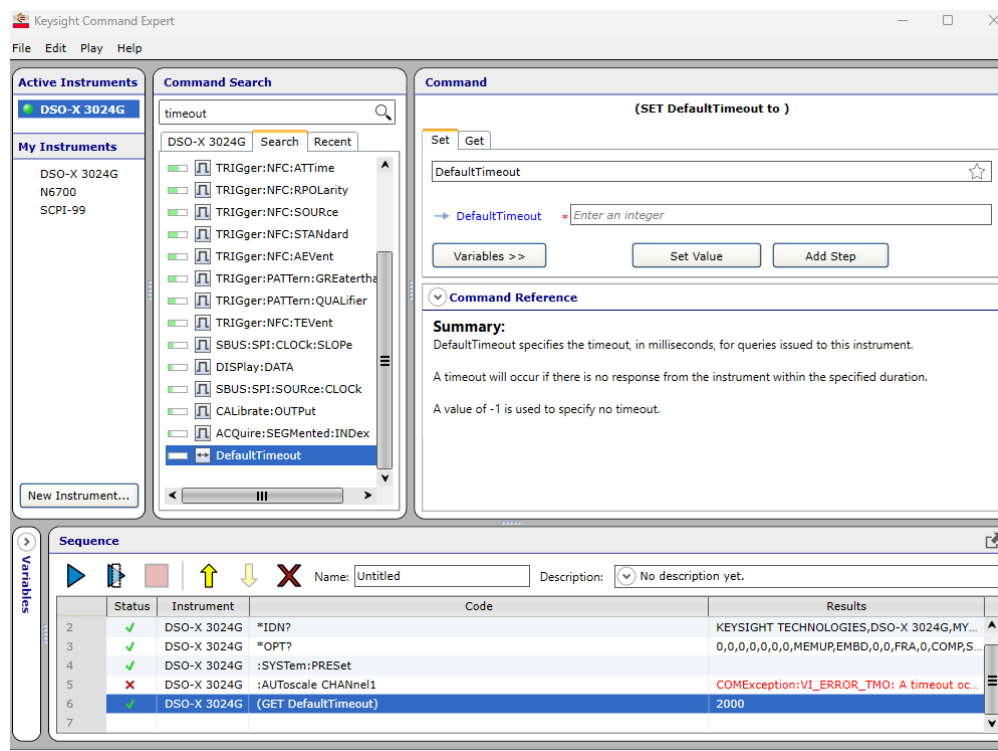 Keysight Command Expert
File Edit Play Help
Active Instruments
DSO-X 3024G
My Instruments
DSO-X 3024G
N6700
SCPI-99
New Instrument...
Command Search
timeout
DSO-X 3024G Search Recent
TRIGger:NFC:ATTime
TRIGger:NFC:RPOLarity
TRIGger:NFC:SOURce
TRIGger:NFC:STANdard
TRIGger:NFC:AEVent
TRIGger:PATTern:GREatertha
TRIGger:PATTern:QUALifier
TRIGger:NFC:TEVent
SBUS:SPI:CLOCk:SLOPe
DISPlay:DATA
SBUS:SPI:SOURce:CLOCk
CALibrate:OUTPut
ACQuire:SEGMented:INDex
DefaultTimeout
Command
(SET DefaultTimeout to )
Set Get
DefaultTimeout
DefaultTimeout * Enter an integer
Variables >> Set Value Add Step
Command Reference
Summary:
DefaultTimeout specifies the timeout, in milliseconds, for queries issued to this instrument.
A timeout will occur if there is no response from the instrument within the specified duration.
A value of -1 is used to specify no timeout.
Variables
Sequence
Name: Untitled Description: No description yet.
Status Instrument Code Results
2 DSO-X 3024G *IDN? KEYSIGHT TECHNOLOGIES,DSO-X 3024G,MY...
3 DSO-X 3024G *OPT? 0,0,0,0,0,0,0,MEMUP,EMBD,0,0,FRA,0,COMP,S...
4 DSO-X 3024G :SYSTem:PRESet
5 DSO-X 3024G :AUToscale CHANnel1 COMException:VI_ERROR_TMO: A timeout oc...
6 DSO-X 3024G (GET DefaultTimeout) 2000
7